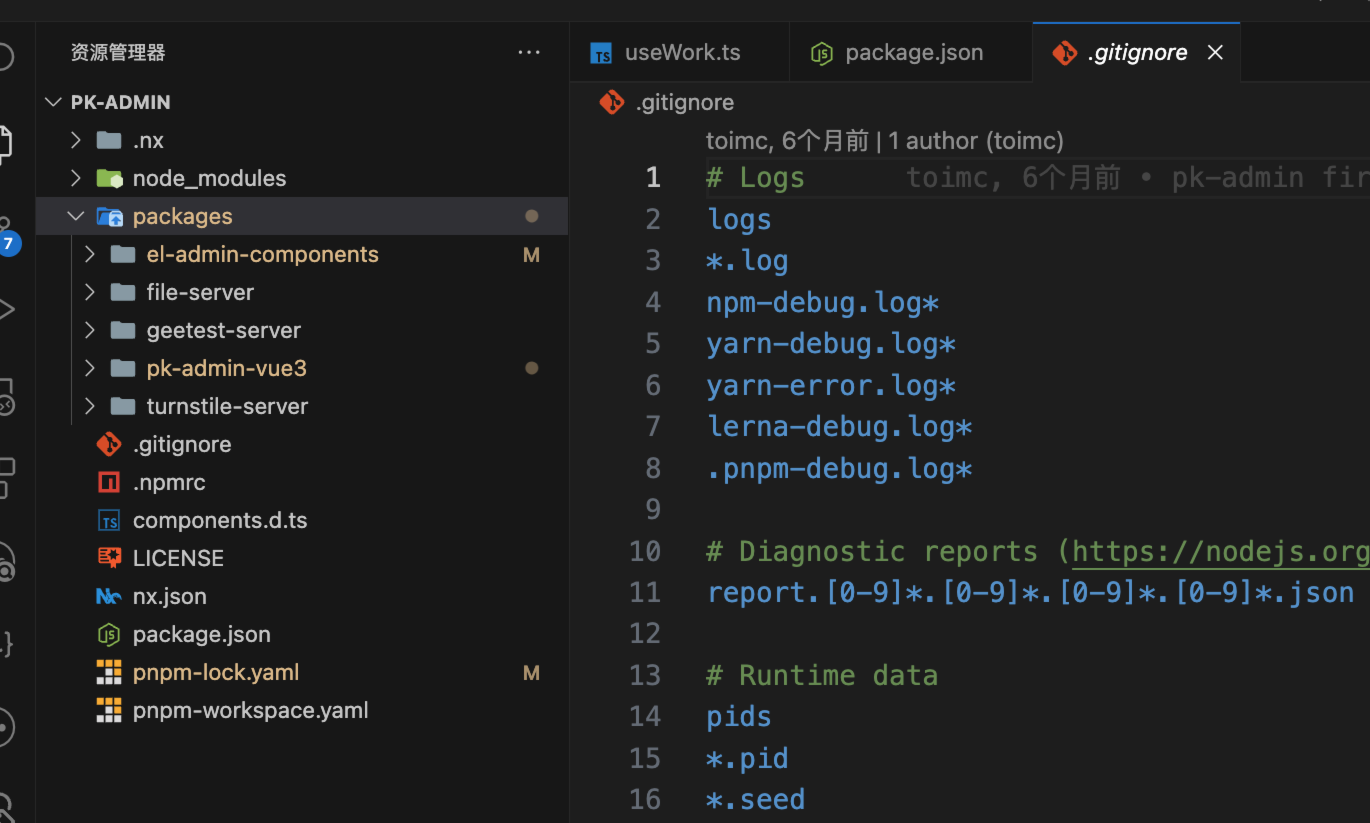 资源管理器
PK-ADMIN
.nx
node_modules
packages
el-admin-components M
file-server
geetest-server
pk-admin-vue3
turnstile-server
.gitignore
.npmrc
components.d.ts
LICENSE
nx.json
package.json
pnpm-lock.yaml M
pnpm-workspace.yaml
7
useWork.ts
package.json
.gitignore
.gitignore
toimc, 6个月前 | 1 author (toimc)
1 # Logs toimc, 6个月前 • pk-admin fir
2 logs
3 *.log
4 npm-debug.log*
5 yarn-debug.log*
6 yarn-error.log*
7 lerna-debug.log*
8 .pnpm-debug.log*
9
10 # Diagnostic reports (https://nodejs.org
11 report.[0-9]*.[0-9]*.[0-9]*.[0-9]*.json
12
13 # Runtime data
14 pids
15 *.pid
16 *.seed